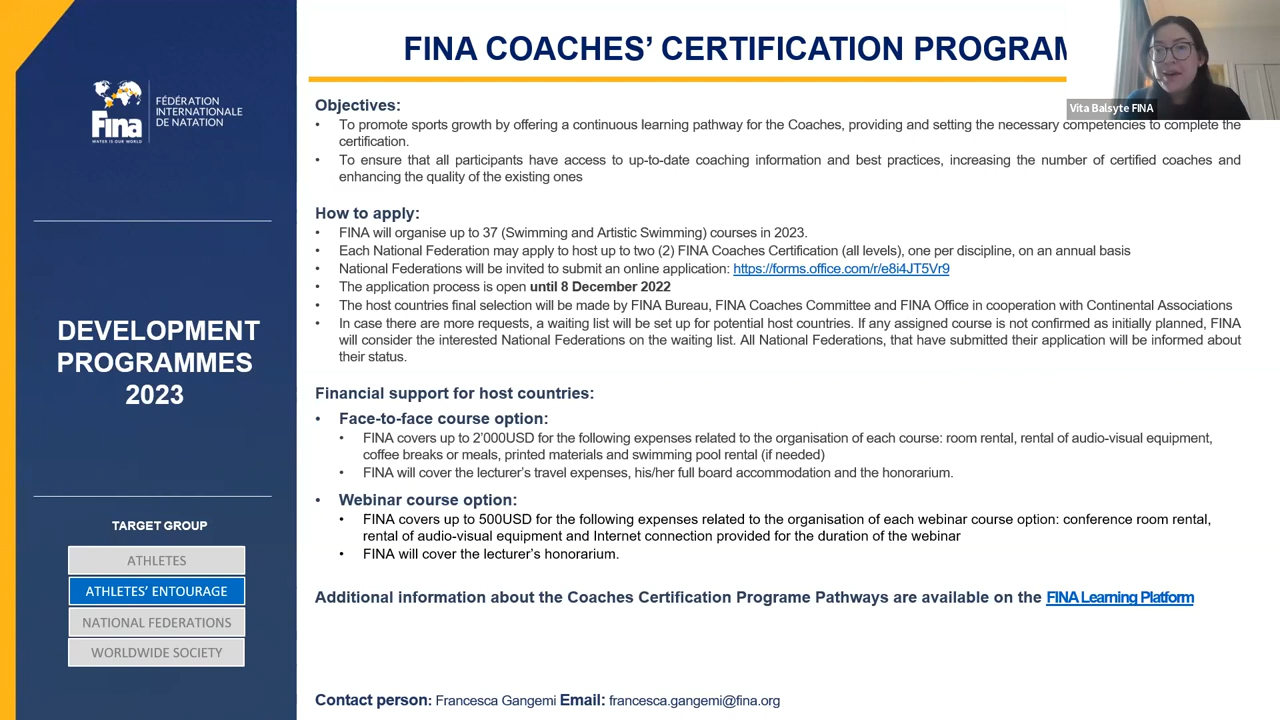 FINA COACHES' CERTIFICATION PROGRAM
Vita Balsyte FINA
Fina
WATER IS OUR WORLD
FÉDÉRATION
INTERNATIONALE
DE NATATION
DEVELOPMENT
PROGRAMMES
2023
TARGET GROUP
ATHLETES
ATHLETES' ENTOURAGE
NATIONAL FEDERATIONS
WORLDWIDE SOCIETY
Objectives:
• To promote sports growth by offering a continuous learning pathway for the Coaches, providing and setting the necessary competencies to complete the
certification.
• To ensure that all participants have access to up-to-date coaching information and best practices, increasing the number of certified coaches and
enhancing the quality of the existing ones
How to apply:
• FINA will organise up to 37 (Swimming and Artistic Swimming) courses in 2023.
• Each National Federation may apply to host up to two (2) FINA Coaches Certification (all levels), one per discipline, on an annual basis
• National Federations will be invited to submit an online application: https://forms.office.com/r/e8i4JT5Vr9
• The application process is open until 8 December 2022
• The host countries final selection will be made by FINA Bureau, FINA Coaches Committee and FINA Office in cooperation with Continental Associations
• In case there are more requests, a waiting list will be set up for potential host countries. If any assigned course is not confirmed as initially planned, FINA
will consider the interested National Federations on the waiting list. All National Federations, that have submitted their application will be informed about
their status.
Financial support for host countries:
• Face-to-face course option:
• FINA covers up to 2'000USD for the following expenses related to the organisation of each course: room rental, rental of audio-visual equipment,
coffee breaks or meals, printed materials and swimming pool rental (if needed)
• FINA will cover the lecturer's travel expenses, his/her full board accommodation and the honorarium.
• Webinar course option:
• FINA covers up to 500USD for the following expenses related to the organisation of each webinar course option: conference room rental,
rental of audio-visual equipment and Internet connection provided for the duration of the webinar
• FINA will cover the lecturer's honorarium.
Additional information about the Coaches Certification Programe Pathways are available on the FINA Learning Platform
Contact person: Francesca Gangemi Email: francesca.gangemi@fina.org